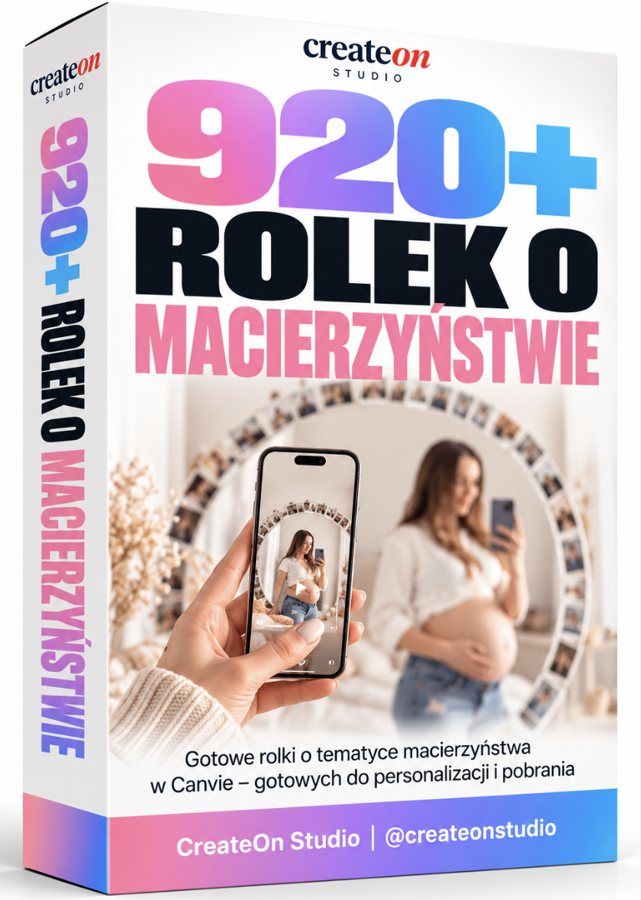 createon
STUDIO
920+ ROLEK O MACIERZYŃSTWIE
createon
STUDIO
920+
ROLEK O
MACIERZYŃSTWIE
Gotowe rolki o tematyce macierzyństwa
w Canvie – gotowych do personalizacji i pobrania
CreateOn Studio | @createonstudio